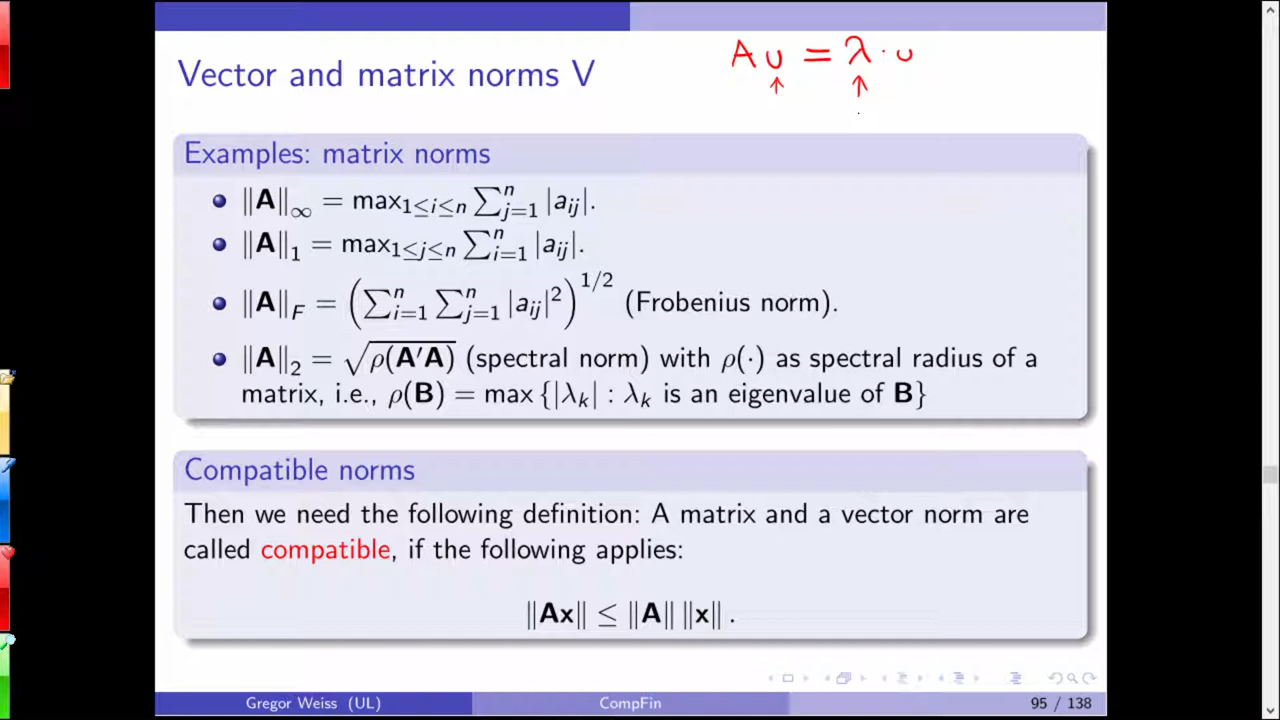 A υ = λ · υ
Vector and matrix norms V
Examples: matrix norms
‖A‖∞ = max₁≤ᵢ≤ₙ ∑ⁿⱼ₌₁ |aᵢⱼ|.
‖A‖₁ = max₁≤ⱼ≤ₙ ∑ⁿᵢ₌₁ |aᵢⱼ|.
‖A‖F = (∑ⁿᵢ₌₁ ∑ⁿⱼ₌₁ |aᵢⱼ|²)^1/2 (Frobenius norm).
‖A‖₂ = √ρ(A′A) (spectral norm) with ρ(·) as spectral radius of a
matrix, i.e., ρ(B) = max {|λₖ| : λₖ is an eigenvalue of B}
Compatible norms
Then we need the following definition: A matrix and a vector norm are
called compatible, if the following applies:
‖Ax‖ ≤ ‖A‖ ‖x‖ .
Gregor Weiss (UL) CompFin 95 / 138